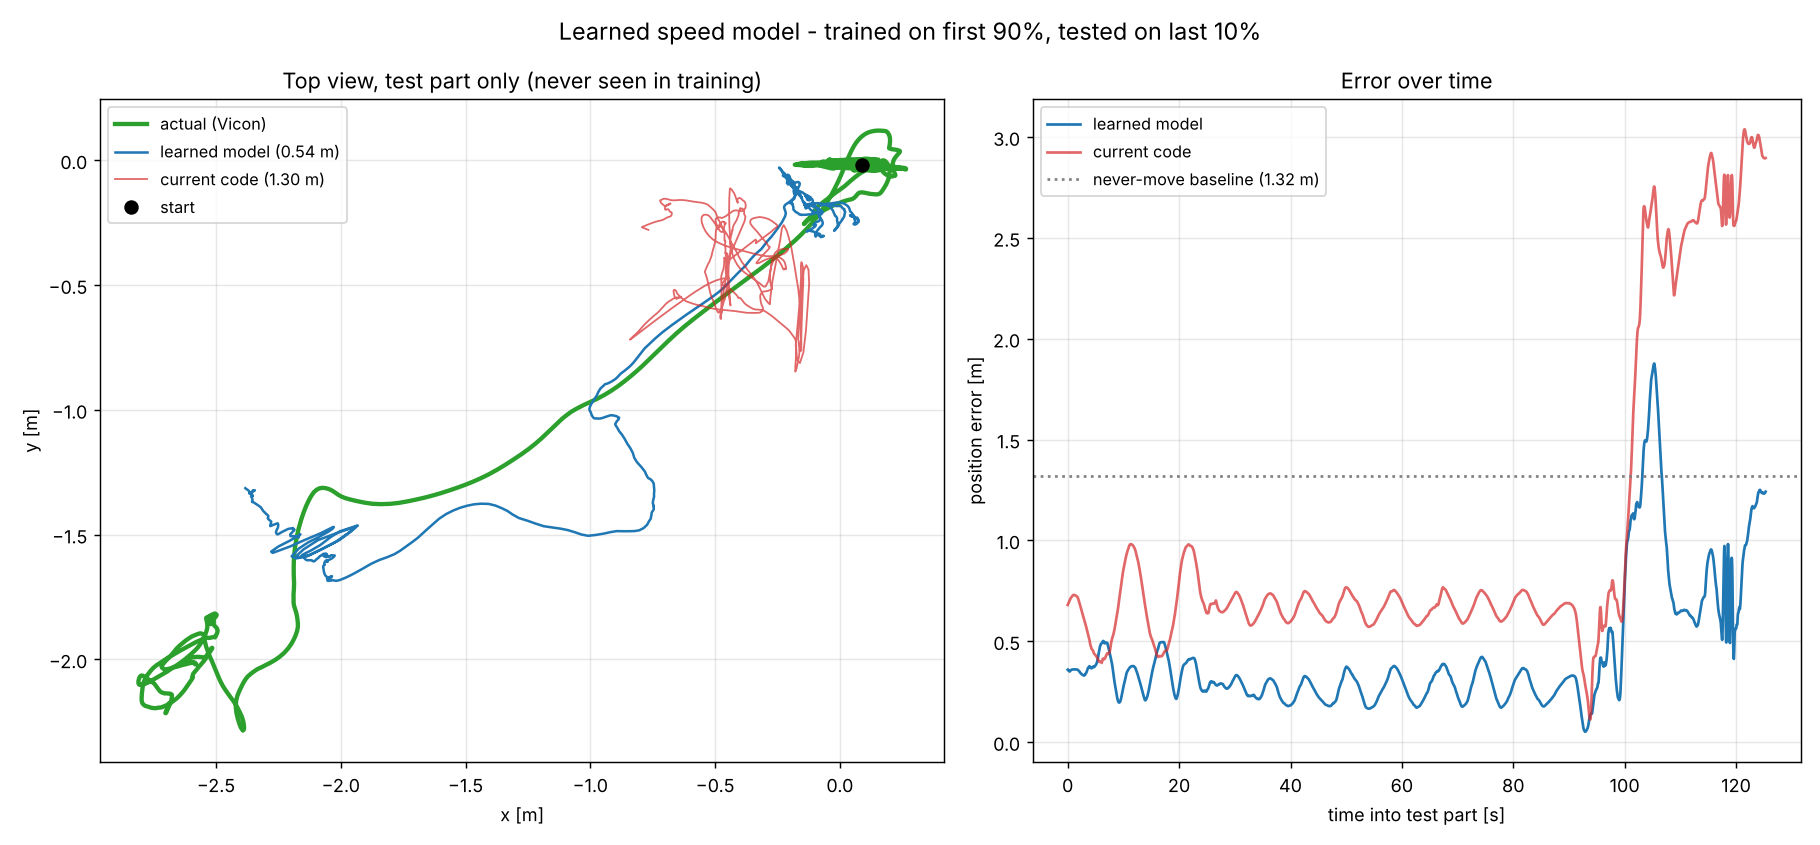 Learned speed model - trained on first 90%, tested on last 10%
Top view, test part only (never seen in training)
actual (Vicon)
learned model (0.54 m)
current code (1.30 m)
start
0.0
−0.5
−1.0
−1.5
−2.0
y [m]
−2.5
−2.0
−1.5
−1.0
−0.5
0.0
x [m]
Error over time
learned model
current code
never-move baseline (1.32 m)
3.0
2.5
2.0
1.5
1.0
0.5
0.0
position error [m]
0
20
40
60
80
100
120
time into test part [s]